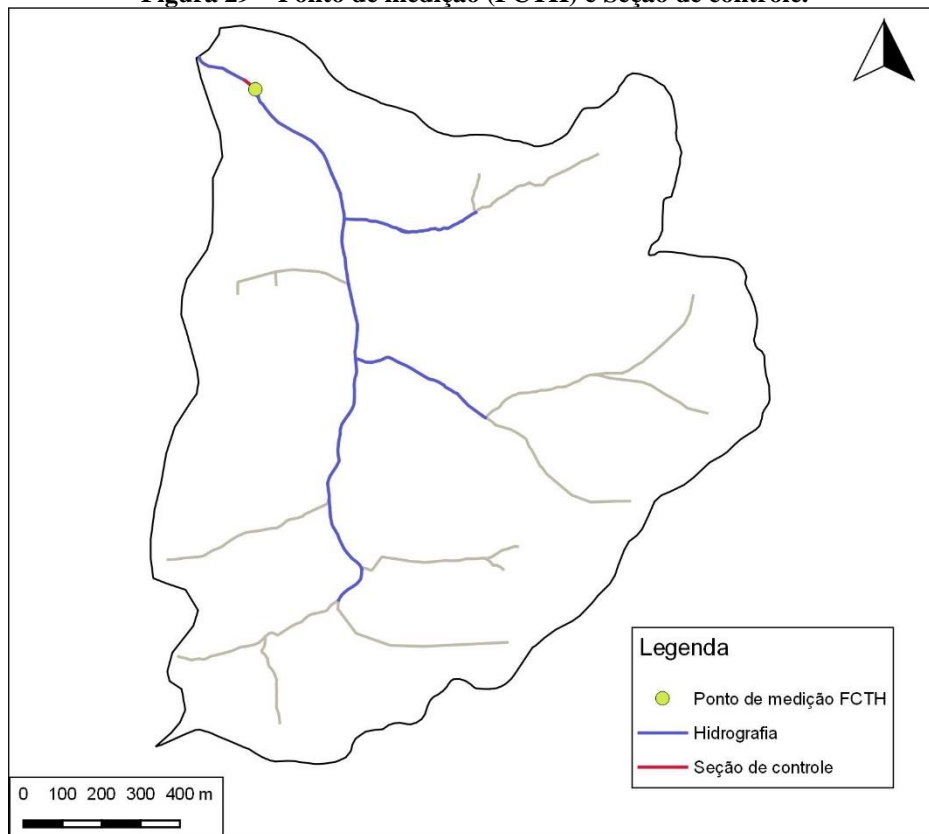 Figura 29 – Ponto de medição (FCTH) e Seção de controle.
Legenda
Ponto de medição FCTH
Hidrografia
Seção de controle
0 100 200 300 400 m